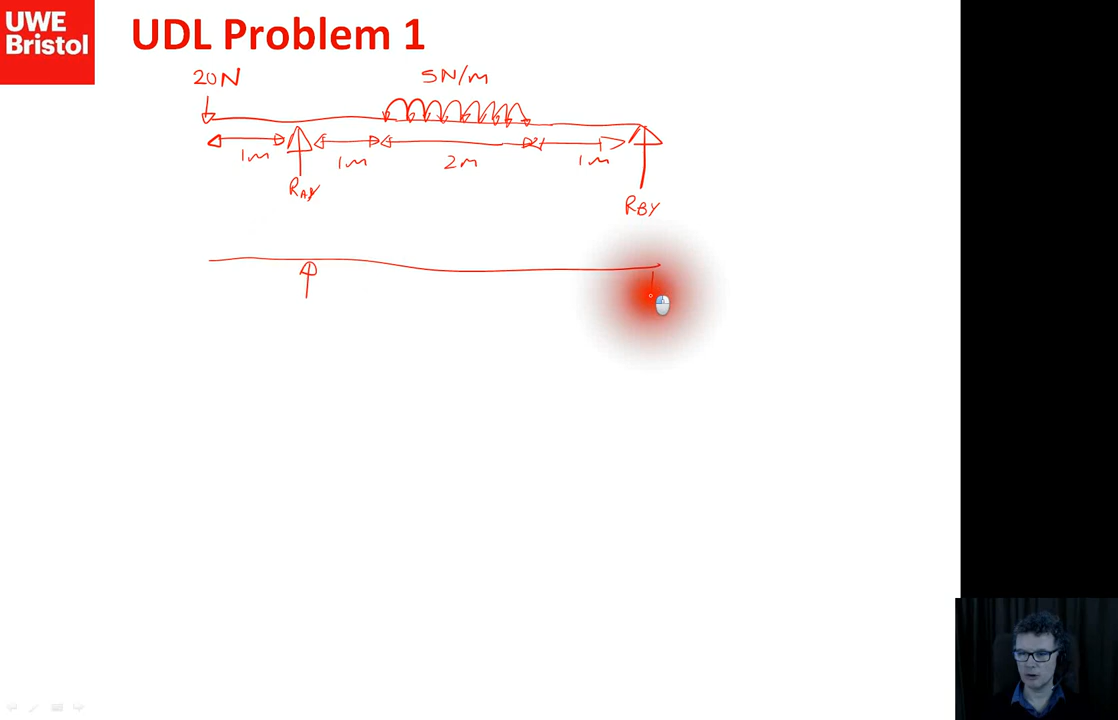 UWE
Bristol
UDL Problem 1
20N
5N/m
1m
1m
2m
1m
RAY
RBY